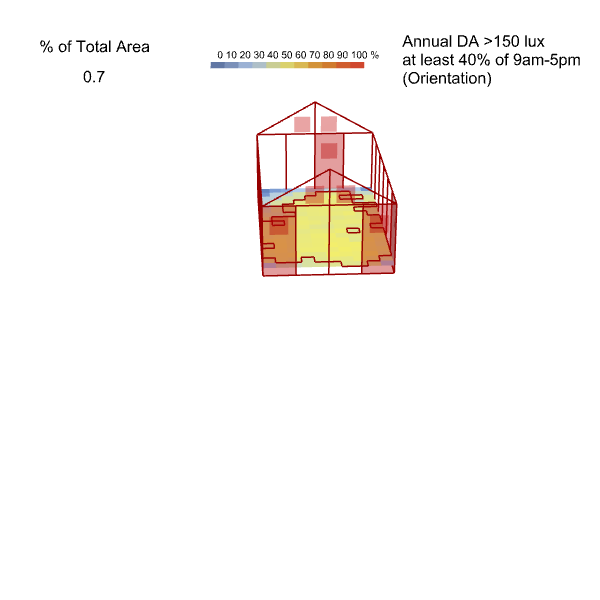 % of Total Area
0.7
0 10 20 30 40 50 60 70 80 90 100 %
Annual DA >150 lux
at least 40% of 9am-5pm
(Orientation)